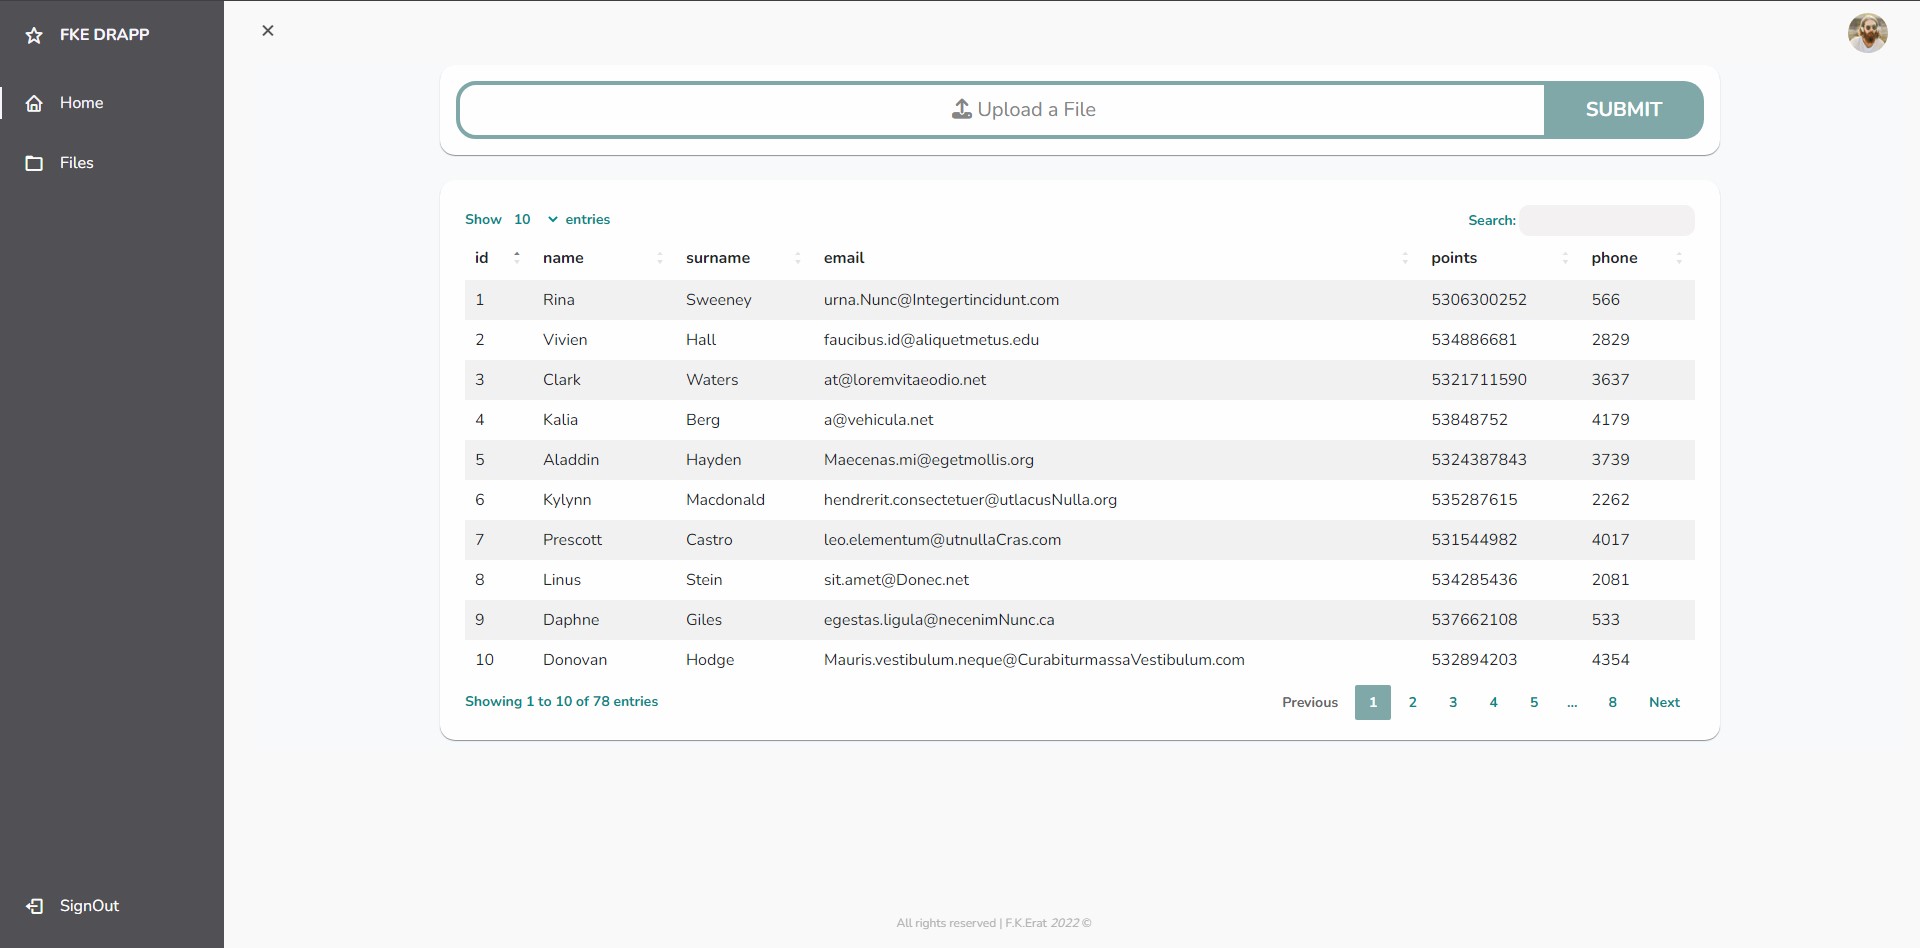 FKE DRAPP
Home
Files
SignOut
Upload a File SUBMIT
Show 10 entries Search:
id name surname email points phone
1 Rina Sweeney urna.Nunc@Integertincidunt.com 5306300252 566
2 Vivien Hall faucibus.id@aliquetmetus.edu 534886681 2829
3 Clark Waters at@loremvitaeodio.net 5321711590 3637
4 Kalia Berg a@vehicula.net 53848752 4179
5 Aladdin Hayden Maecenas.mi@egetmollis.org 5324387843 3739
6 Kylynn Macdonald hendrerit.consectetuer@utlacusNulla.org 535287615 2262
7 Prescott Castro leo.elementum@utnullaCras.com 531544982 4017
8 Linus Stein sit.amet@Donec.net 534285436 2081
9 Daphne Giles egestas.ligula@necenimNunc.ca 537662108 533
10 Donovan Hodge Mauris.vestibulum.neque@CurabiturmassaVestibulum.com 532894203 4354
Showing 1 to 10 of 78 entries Previous 1 2 3 4 5 ... 8 Next
All rights reserved | F.K.Erat 2022 ©